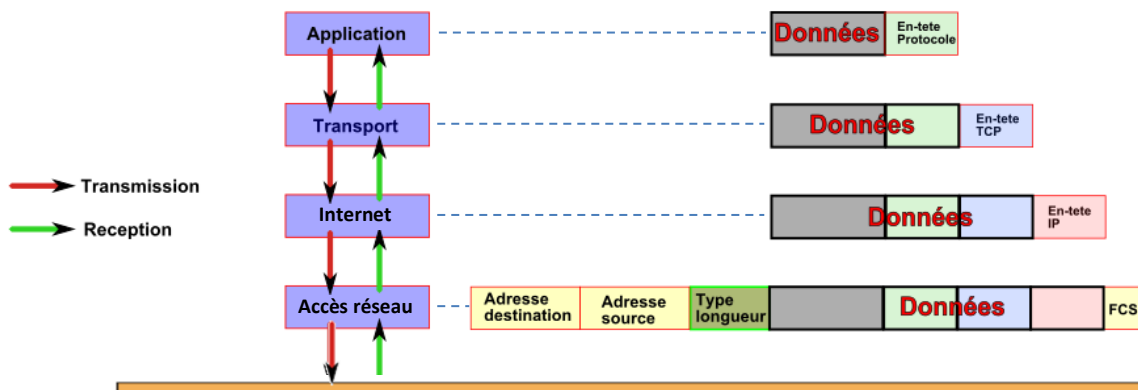 Application
Données
En-tete
Protocole
Transport
Données
En-tete
TCP
Transmission
Internet
Données
En-tete
IP
Reception
Accès réseau
Adresse
destination
Adresse
source
Type
longueur
Données
FCS